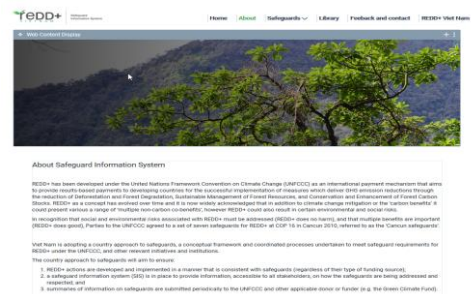 REDD+ Safeguard Information System
Home About Safeguards Library Feeback and contact REDD+ Viet Nam
Web Content Display
About Safeguard Information System
REDD+ has been developed under the United Nations Framework Convention on Climate Change (UNFCCC) as an international payment mechanism that aims
to provide results-based payments to developing countries for the successful implementation of measures which deliver GHG emission reductions through
the reduction of Deforestation and Forest Degradation, Sustainable Management of Forest Resources, and Conservation and Enhancement of Forest Carbon
Stocks. REDD+ as a concept has evolved over time and it is now widely acknowledged that in addition to climate change mitigation or the 'carbon benefits' it
could present various a range of 'multiple non-carbon co-benefits', however REDD+ could also result in certain environmental and social risks).
In recognition that social and environmental risks associated with REDD+ must be addressed (REDD+ does no harm), and that multiple benefits are important
(REDD+ does good), Parties to the UNFCCC agreed to a set of seven safeguards for REDD+ at COP 16 in Cancun 2010, referred to as the 'Cancun safeguards'
Viet Nam is adopting a country approach to safeguards, a conceptual framework and coordinated processes undertaken to meet safeguard requirements for
REDD+ under the UNFCCC, and other relevant initiatives and institutions.
The country approach to safeguards will aim to ensure:
1. REDD+ actions are developed and implemented in a manner that is consistent with safeguards (regardless of their type of funding source);
2. a safeguard information system (SIS) is in place to provide information, accessible to all stakeholders, on how the safeguards are being addressed and
respected; and
3. summaries of information on safeguards are submitted periodically to the UNFCCC and other applicable donor or funder (e.g. the Green Climate Fund).